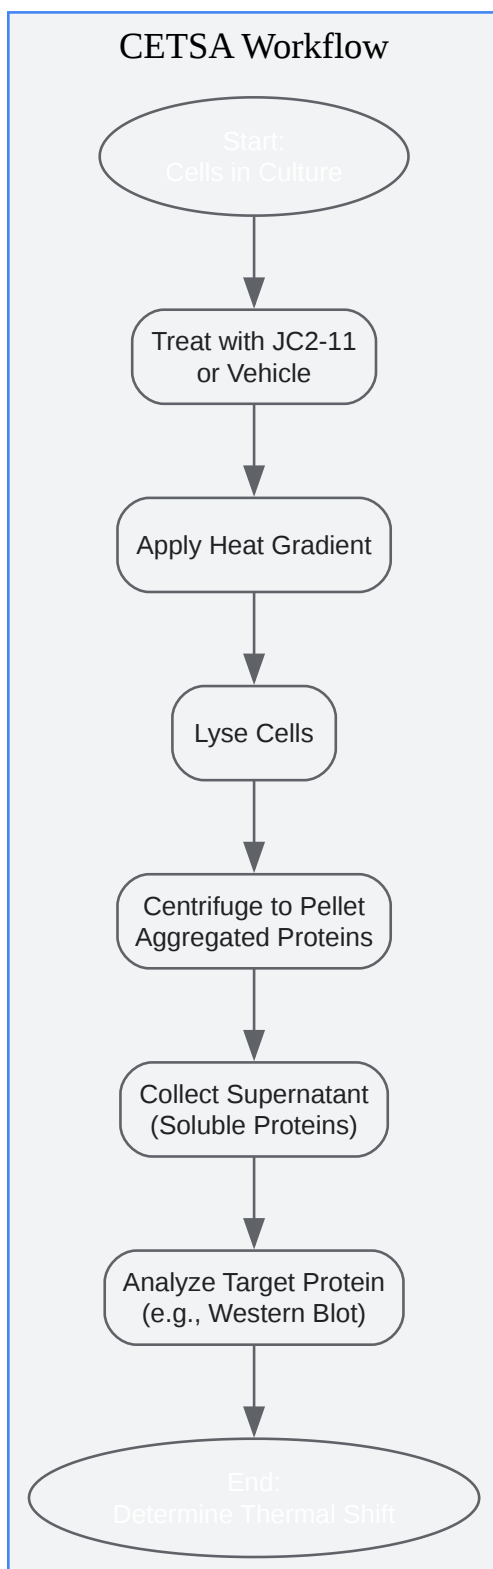 CETSA Workflow
Start:
Cells in Culture
Treat with JC2-11
or Vehicle
Apply Heat Gradient
Lyse Cells
Centrifuge to Pellet
Aggregated Proteins
Collect Supernatant
(Soluble Proteins)
Analyze Target Protein
(e.g., Western Blot)
End:
Determine Thermal Shift